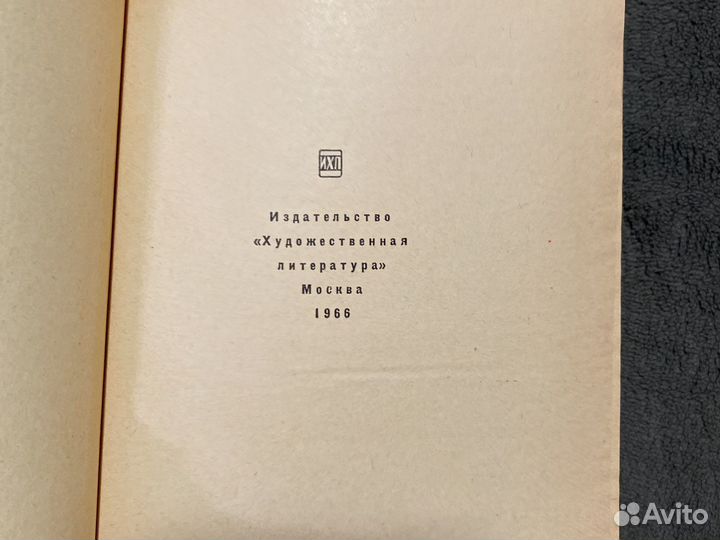 ИХЛ
Издательство
«Художественная
литература»
Москва
1966
Avito